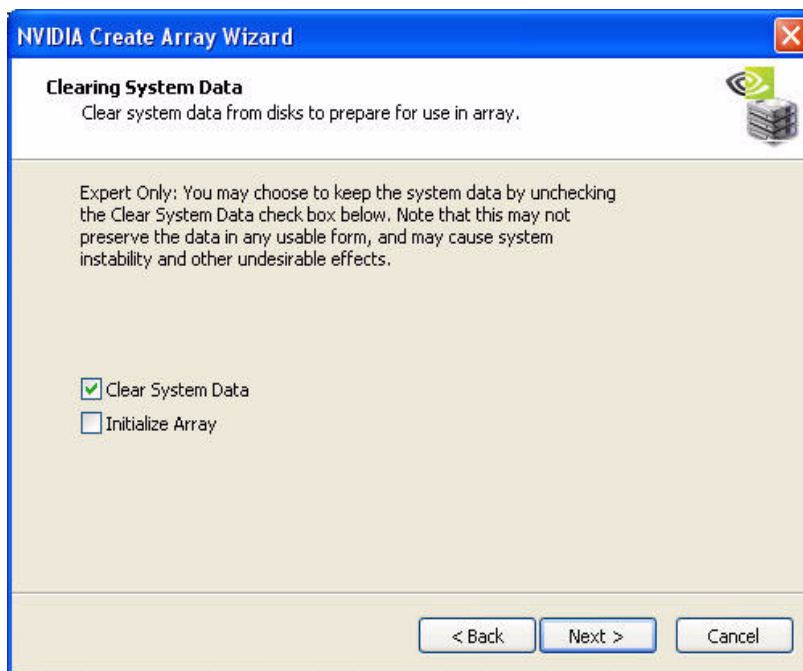 NVIDIA Create Array Wizard
Clearing System Data
Clear system data from disks to prepare for use in array.
Expert Only: You may choose to keep the system data by unchecking
the Clear System Data check box below. Note that this may not
preserve the data in any usable form, and may cause system
instability and other undesirable effects.
Clear System Data
Initialize Array
< Back
Next >
Cancel